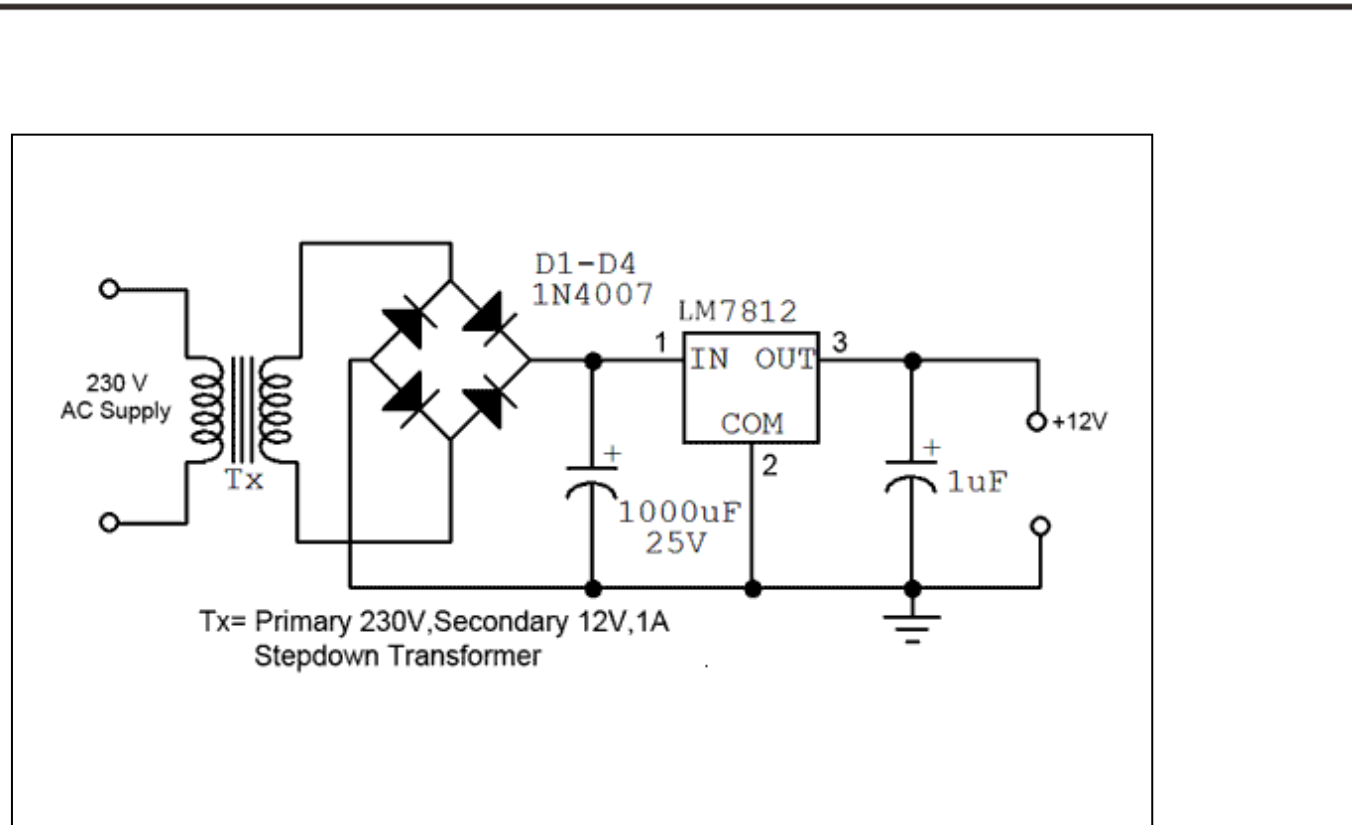 D1-D4
1N4007
LM7812
1
IN OUT
3
COM
2
230 V
AC Supply
Tx
+
1000uF
25V
+
1uF
+12V
Tx= Primary 230V,Secondary 12V,1A
Stepdown Transformer